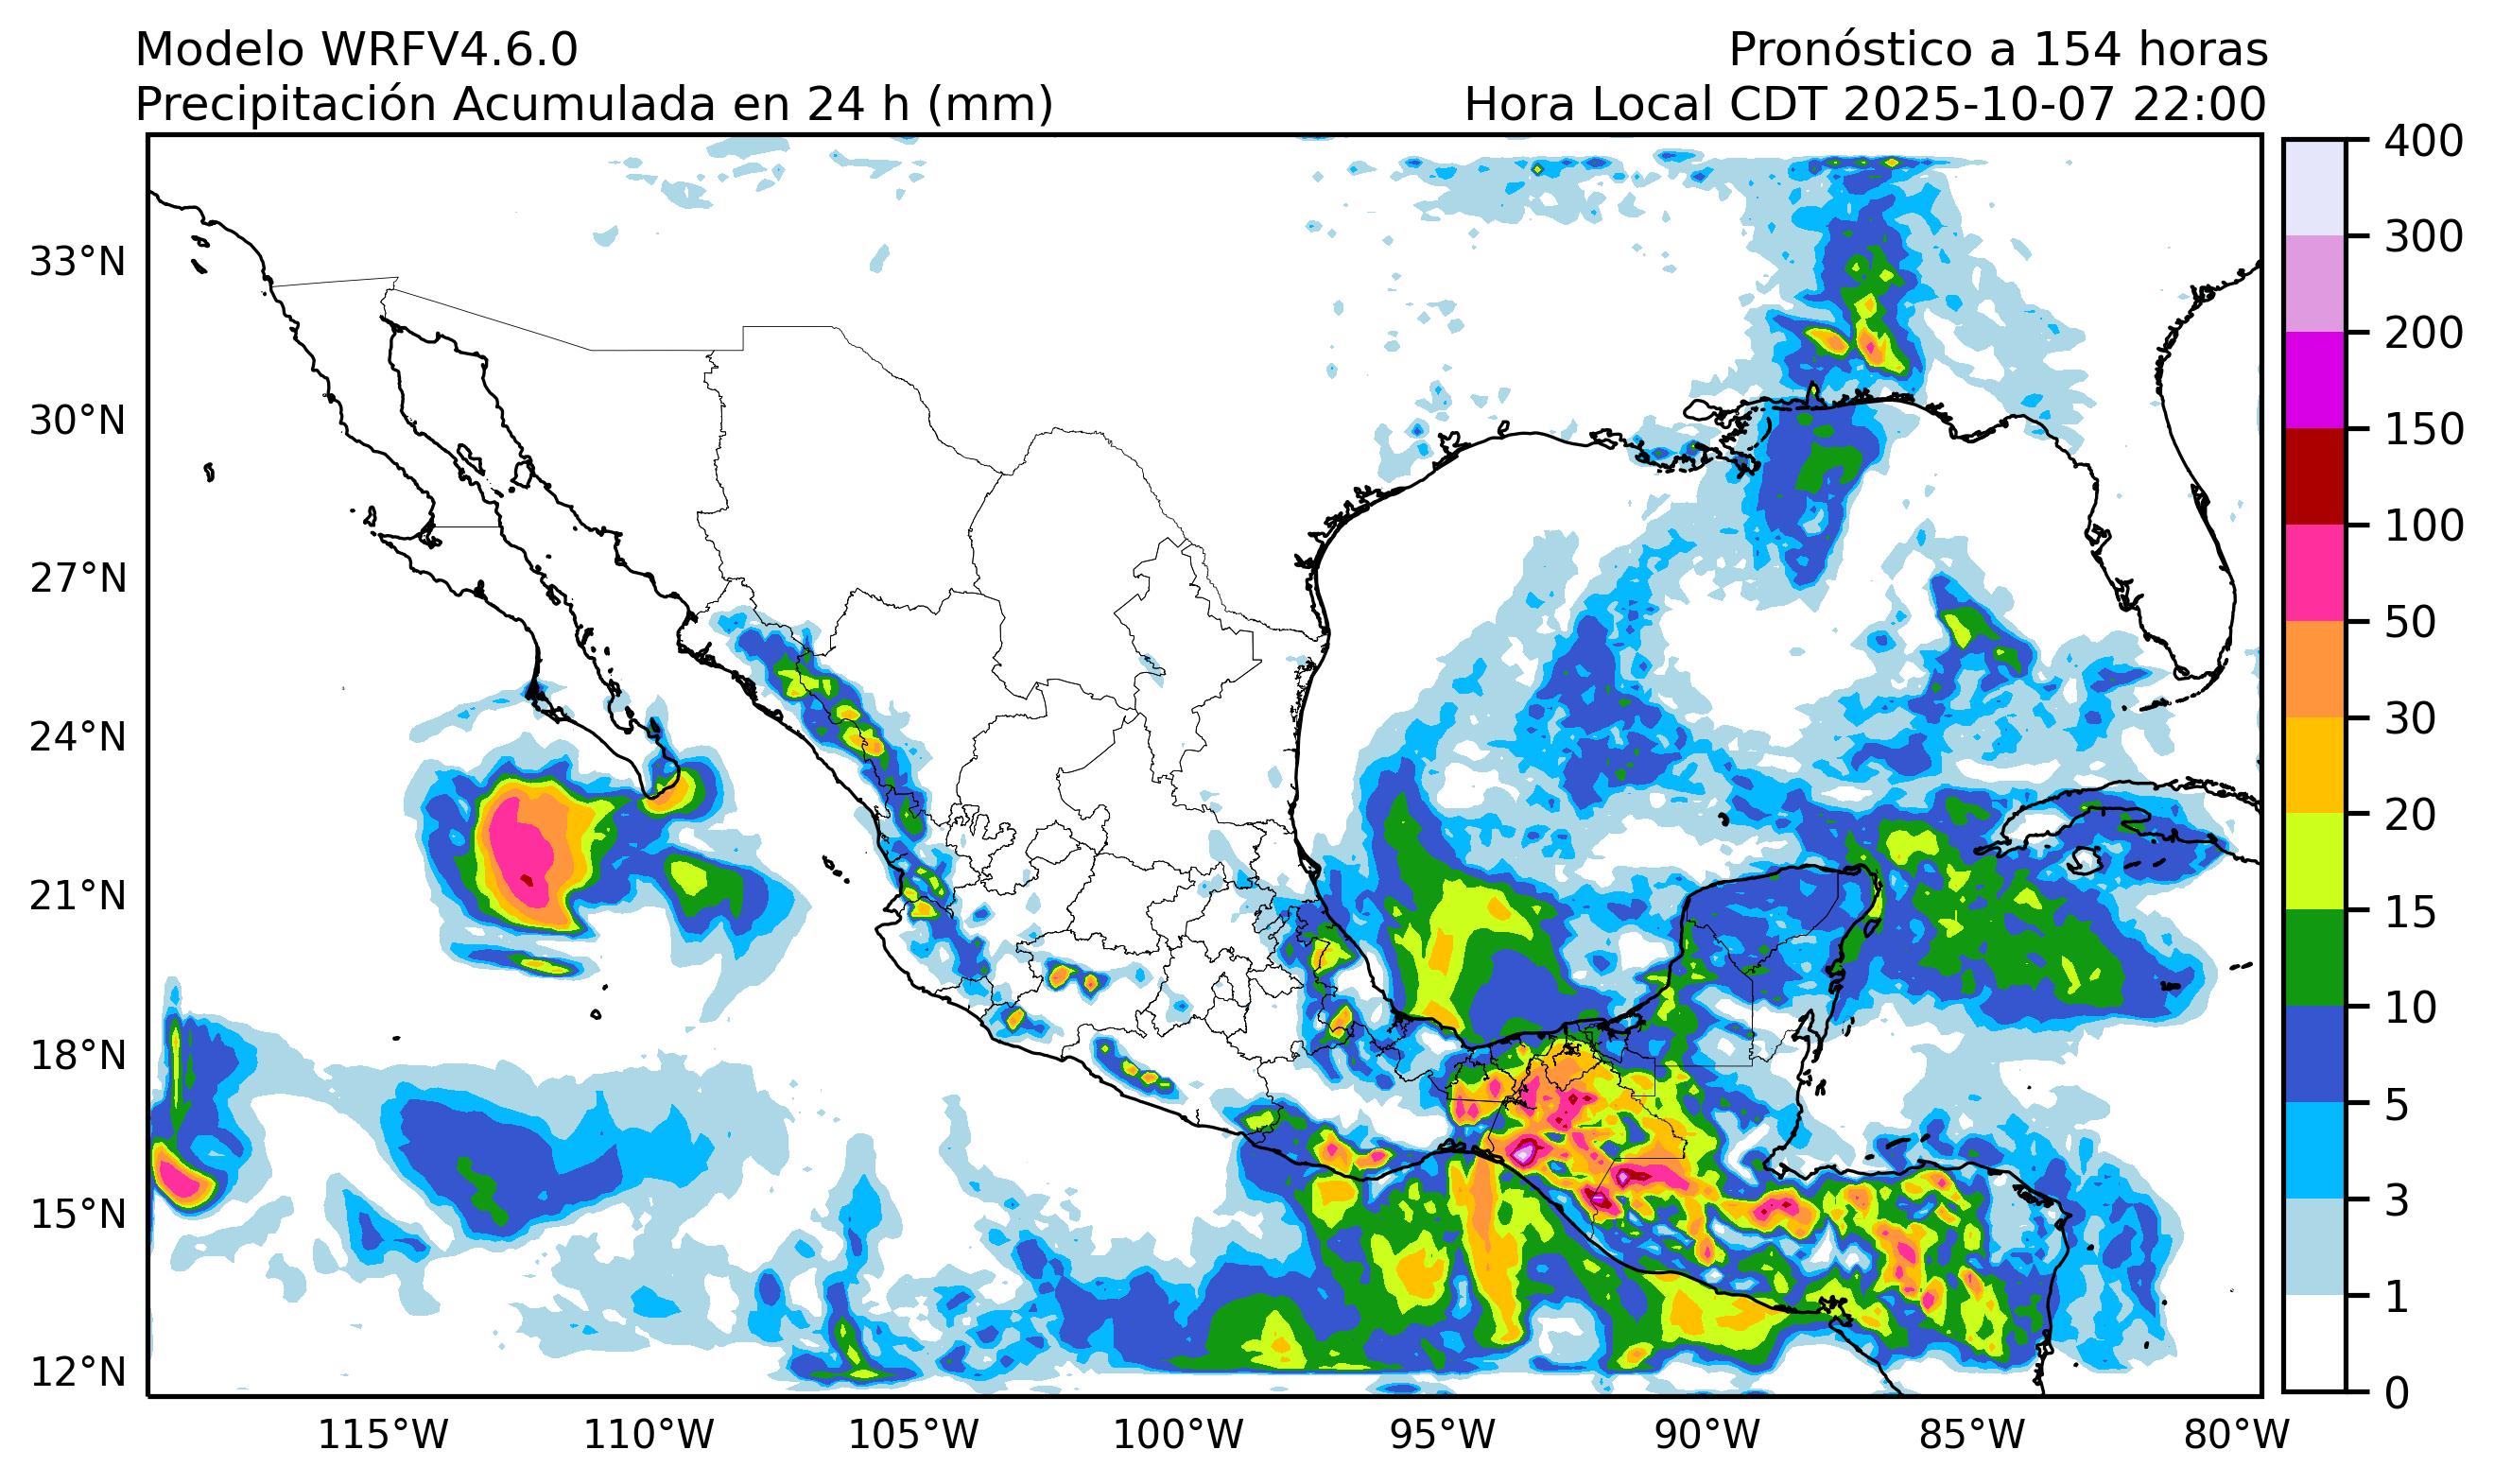 Modelo WRFV4.6.0
Pronóstico a 154 horas
Precipitación Acumulada en 24 h (mm)
Hora Local CDT 2025-10-07 22:00
33°N
30°N
27°N
24°N
21°N
18°N
15°N
12°N
115°W
110°W
105°W
100°W
95°W
90°W
85°W
80°W
400
300
200
150
100
50
30
20
15
10
5
3
1
0